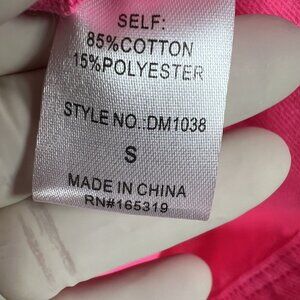 SELF:
85%COTTON
15%POLYESTER
STYLE NO.:DM1038
S
MADE IN CHINA
RN#165319